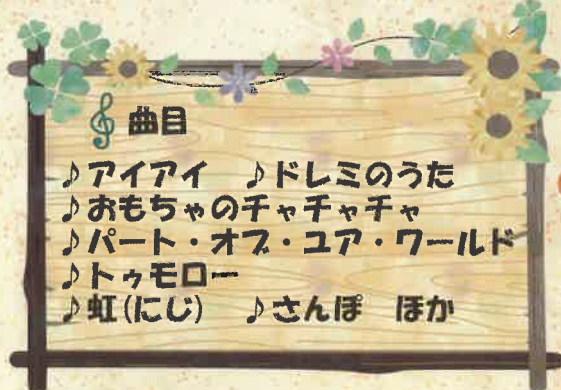 曲目
♪アイアイ　♪ドレミのうた
♪おもちゃのチャチャチャ
♪パート・オブ・ユア・ワールド
♪トゥモロー
♪虹(にじ)　♪さんぽ　ほか